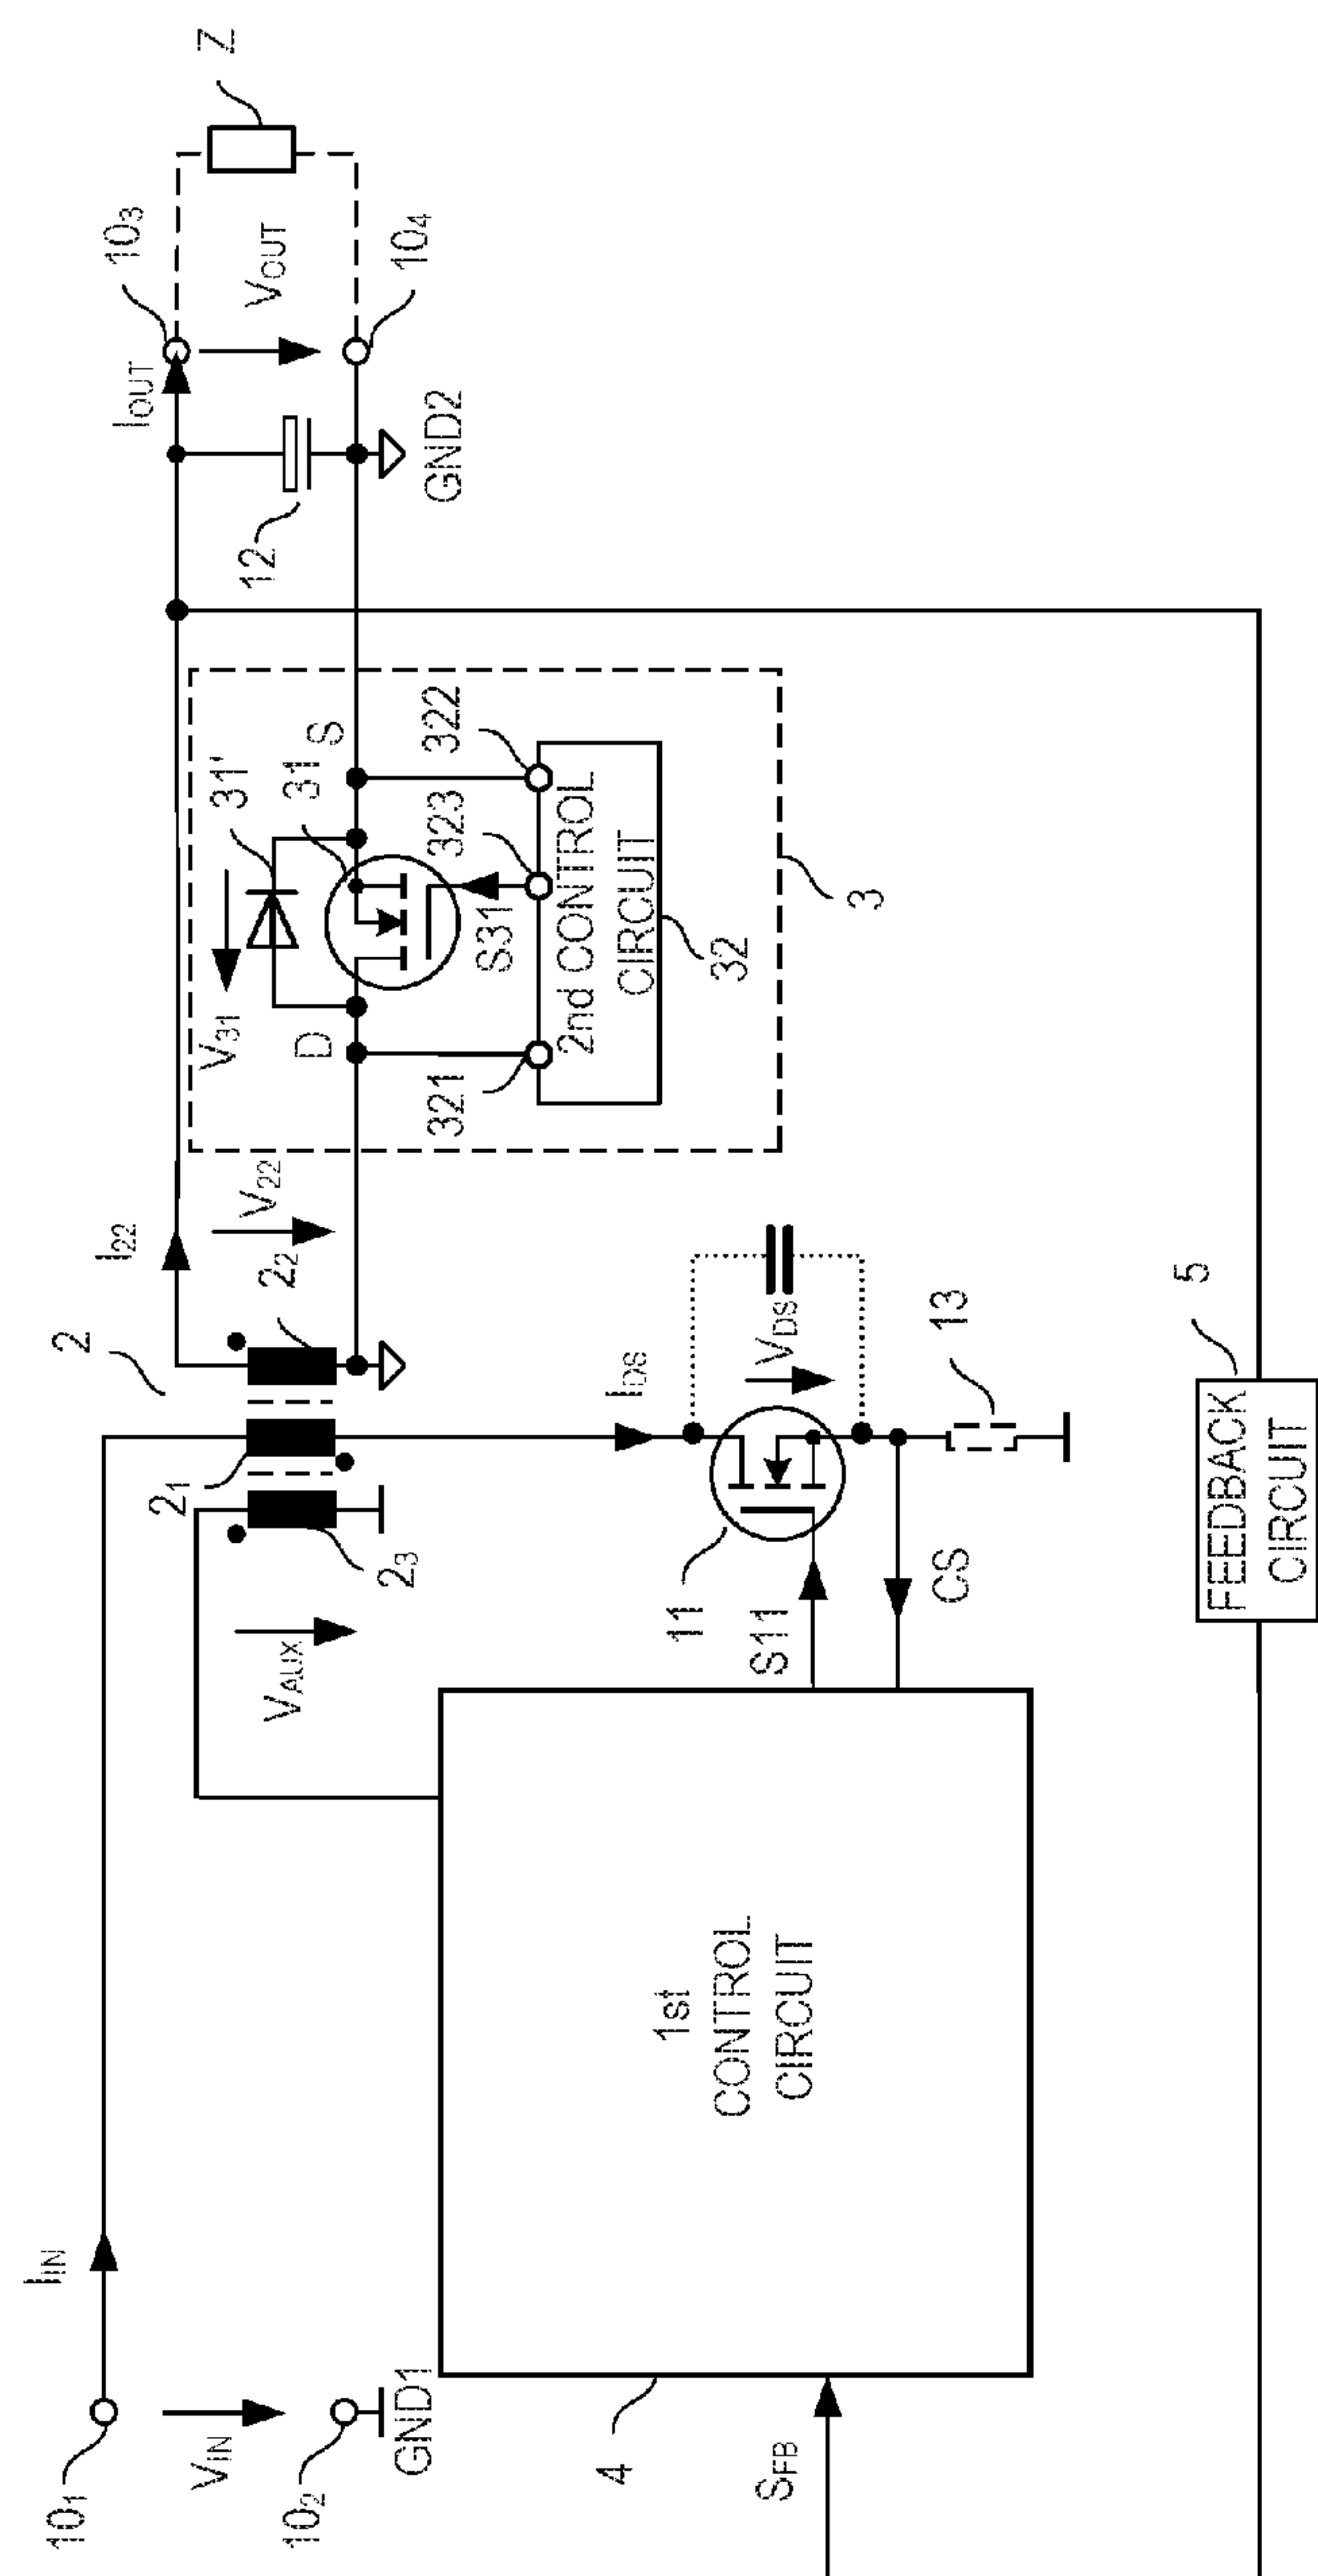 Z
10₃
V_OUT
10₄
I_OUT
12
GND2
31'
V₃₁
31
S
D
322
323
S31
321
2nd CONTROL
CIRCUIT
32
3
I₂₂
V₂₂
2
2₂
2₁
2₃
V_AUX
I_DS
V_DS
13
11
S11
CS
5
FEEDBACK
CIRCUIT
1st
CONTROL
CIRCUIT
4
S_FB
I_IN
10₁
V_IN
10₂
GND1